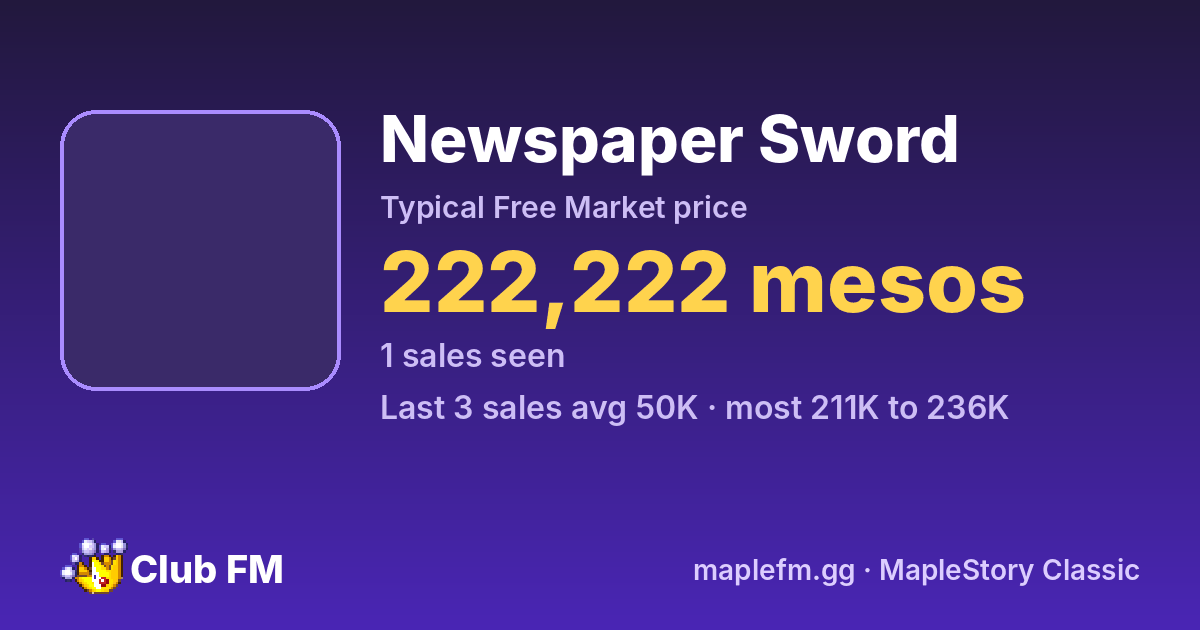 Newspaper Sword
Typical Free Market price
222,222 mesos
1 sales seen
Last 3 sales avg 50K · most 211K to 236K
Club FM
maplefm.gg · MapleStory Classic